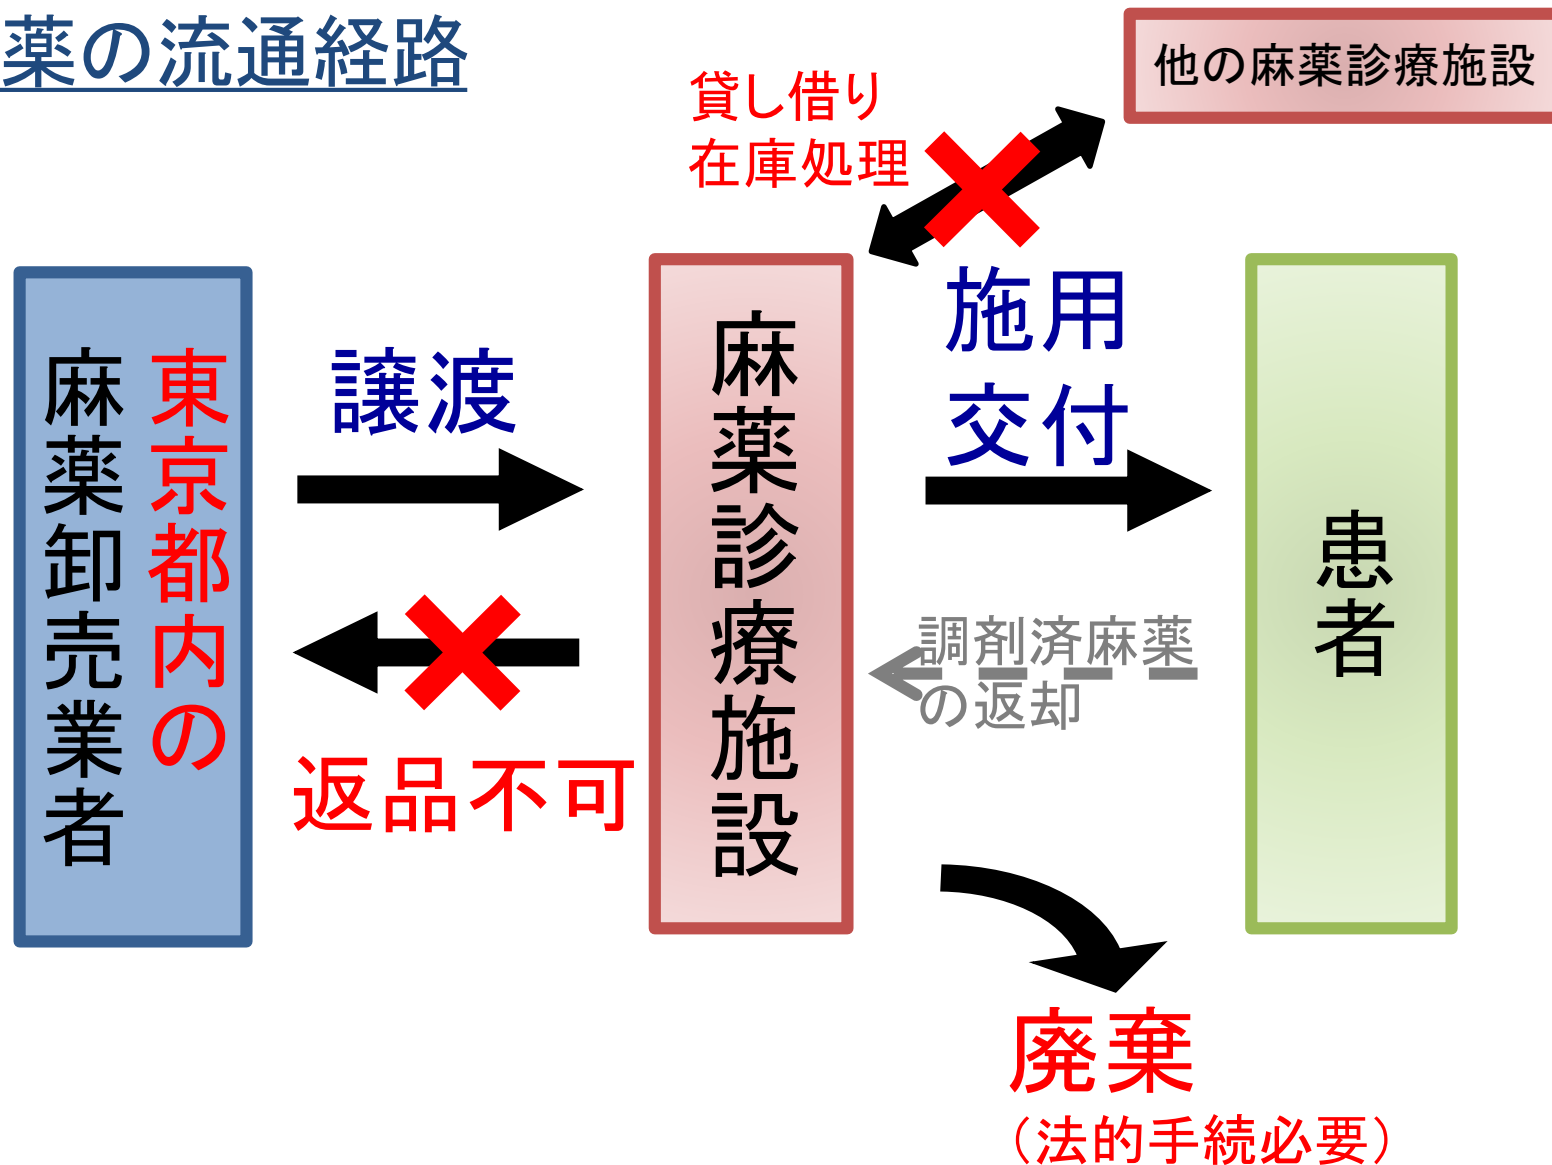 薬の流通経路
他の麻薬診療施設
貸し借り
在庫処理
東京都内の
麻薬卸売業者
譲渡
返品不可
麻薬診療施設
施用
交付
調剤済麻薬
の返却
患者
廃棄
（法的手続必要）